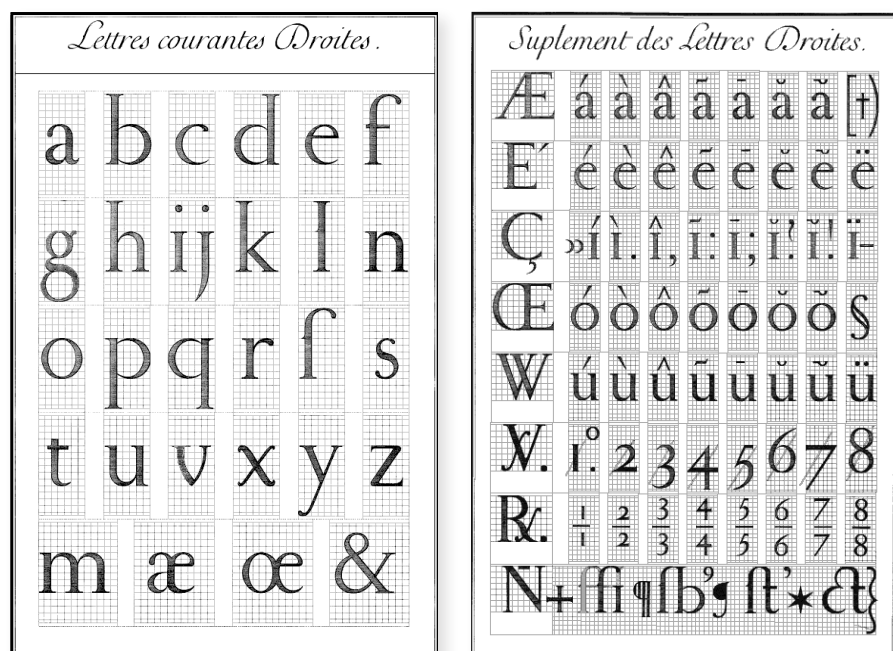 Lettres courantes Droites.
a b c d e f
g h ij k l n
o p q r ſ s
t u v x y z
m æ œ &
Suplement des Lettres Droites.
Æ á à â ã ā ă [†)
E´ é è ê ẽ ē ĕ ë
Ç » í ì. î, ĩ: ī; ĭ? ! ï-
Œ ó ò ô õ ō ŏ §
W ú ù û ũ ū ŭ ü
℣. 1.º 2 3 4 5 6 7 8
℞. 1/1 2/2 3/3 4/4 5/5 6/6 7/7 8/8
N + ffi ¶ ſb ’ ſt ’ ✶ ct }